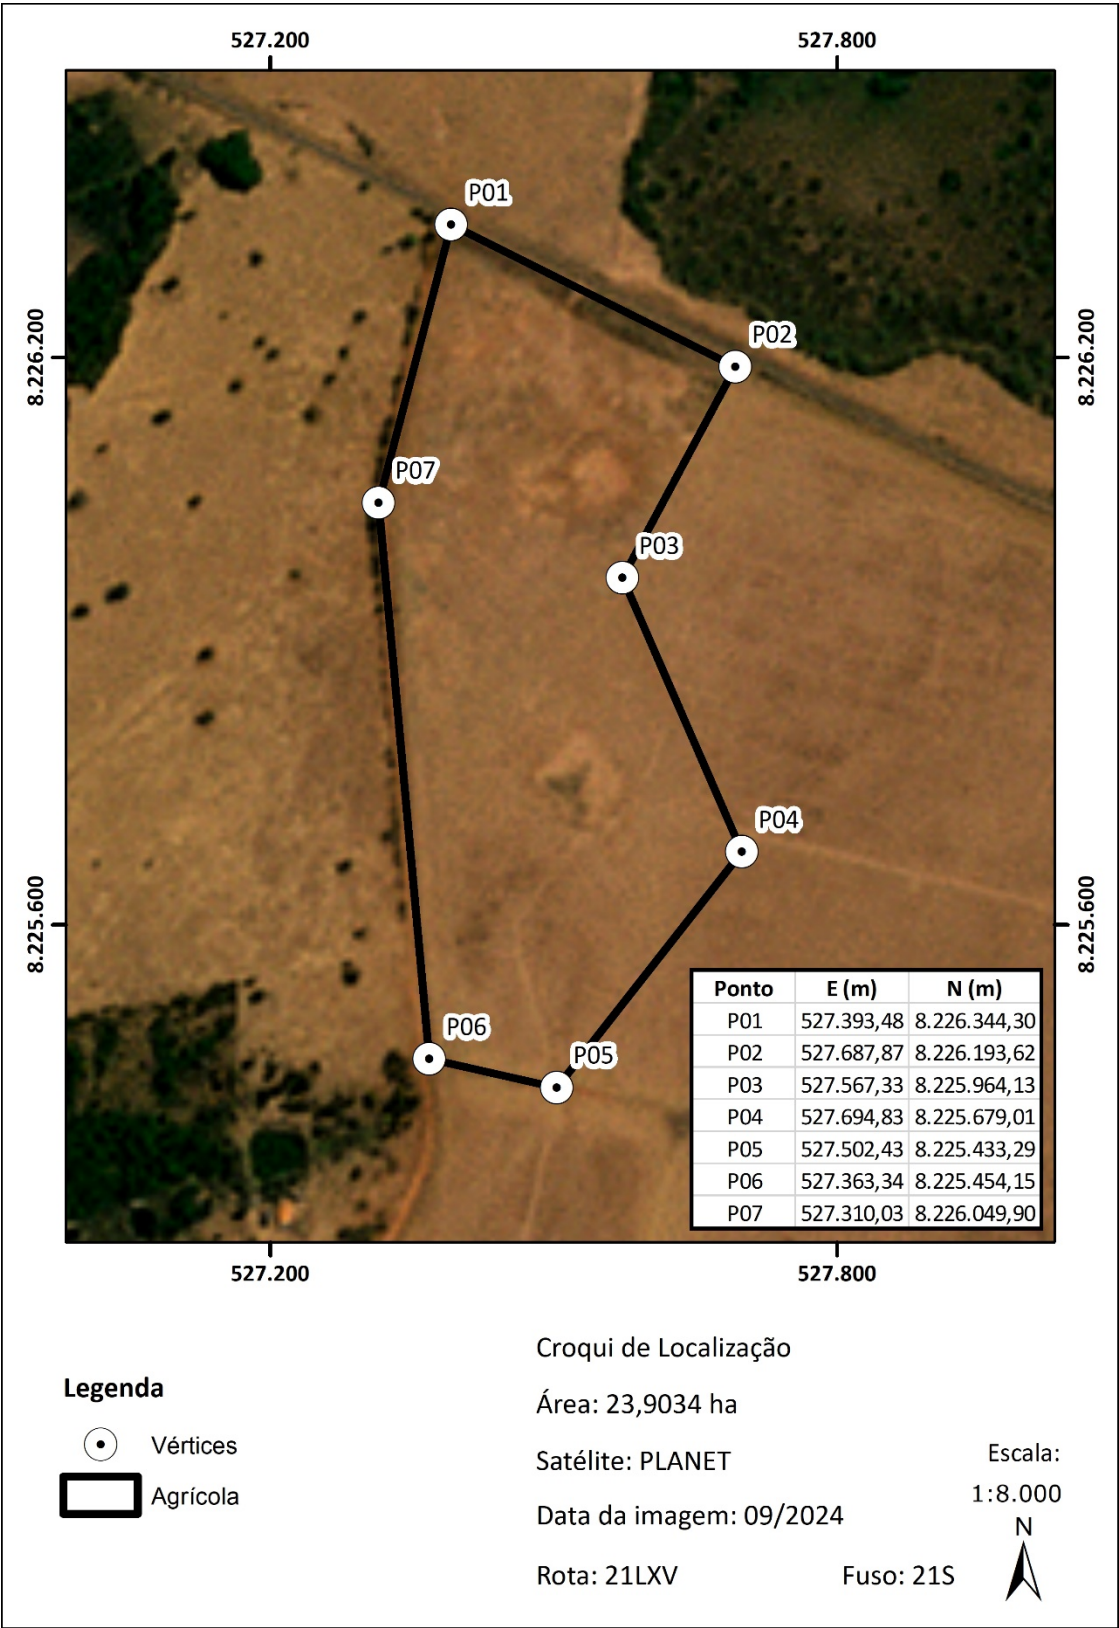 527.200 527.800
P01
P02
8.226.200 8.226.200
P07
P03
P04
8.225.600 8.225.600
P06
P05
Ponto E (m) N (m)
P01 527.393,48 8.226.344,30
P02 527.687,87 8.226.193,62
P03 527.567,33 8.225.964,13
P04 527.694,83 8.225.679,01
P05 527.502,43 8.225.433,29
P06 527.363,34 8.225.454,15
P07 527.310,03 8.226.049,90
527.200 527.800
Legenda
Vértices
Agrícola
Croqui de Localização
Área: 23,9034 ha
Satélite: PLANET
Data da imagem: 09/2024
Rota: 21LXV Fuso: 21S
Escala:
1:8.000
N